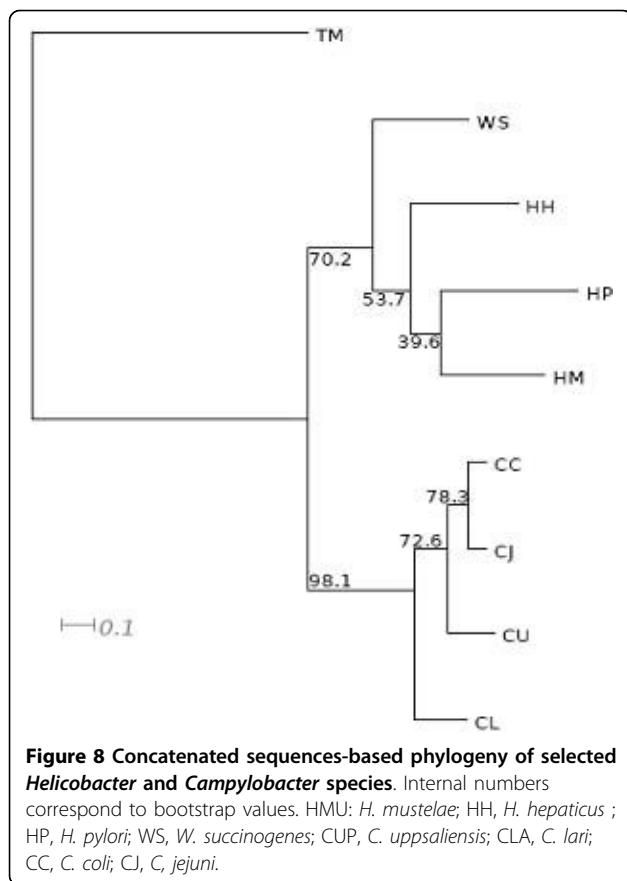 TM
WS
HH
70.2
53.7
HP
39.6
HM
CC
78.3
CJ
72.6
98.1
0.1
CU
CL
Figure 8 Concatenated sequences-based phylogeny of selected
Helicobacter and Campylobacter species. Internal numbers
correspond to bootstrap values. HMU: H. mustelae; HH, H. hepaticus ;
HP, H. pylori; WS, W. succinogenes; CUP, C. uppsaliensis; CLA, C. lari;
CC, C. coli; CJ, C, jejuni.